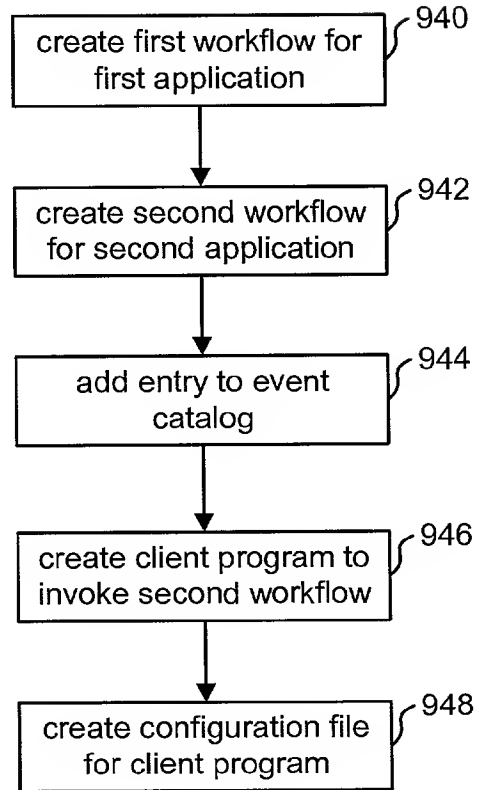 940
create first workflow for
first application
942
create second workflow
for second application
944
add entry to event
catalog
946
create client program to
invoke second workflow
948
create configuration file
for client program